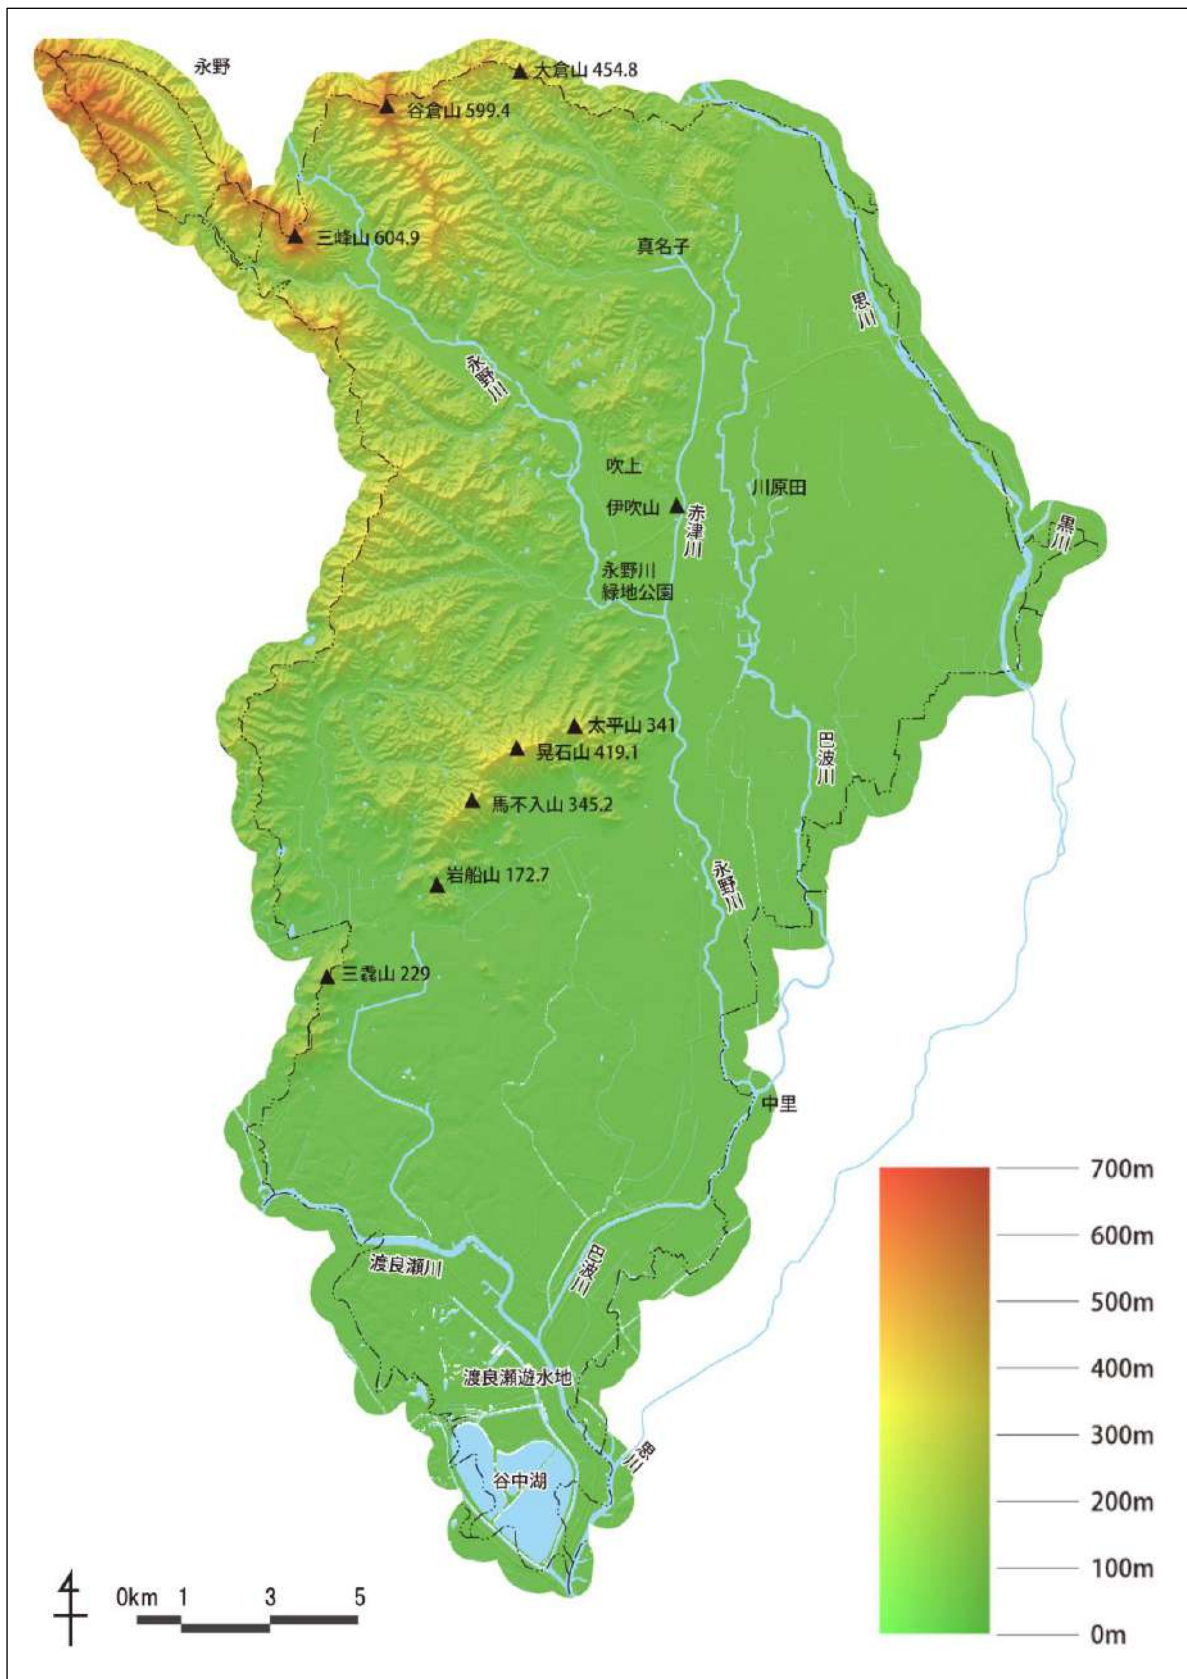 永野
大倉山 454.8
谷倉山 599.4
三峰山 604.9
真名子
思川
永野川
吹上
川原田
伊吹山
赤津川
黒川
永野川
緑地公園
太平山 341
晃石山 419.1
巴波川
馬不入山 345.2
岩船山 172.7
永野川
三毳山 229
中里
渡良瀬川
巴波川
渡良瀬遊水地
思川
谷中湖
700m
600m
500m
400m
300m
200m
100m
0m
0km 1 3 5